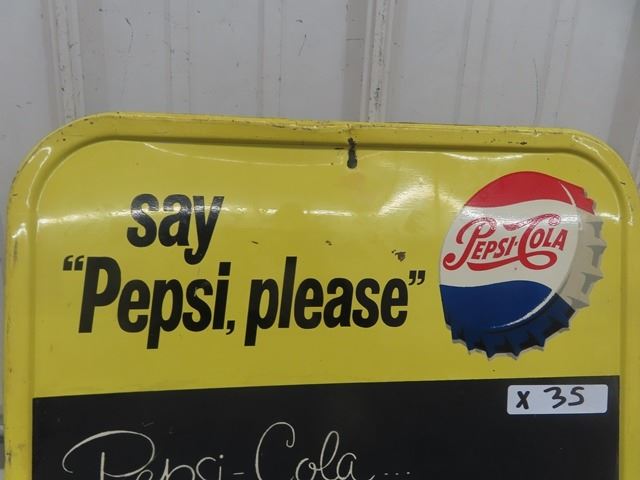 say
"Pepsi, please"
PEPSI-COLA
X 35
Pepsi-Cola...